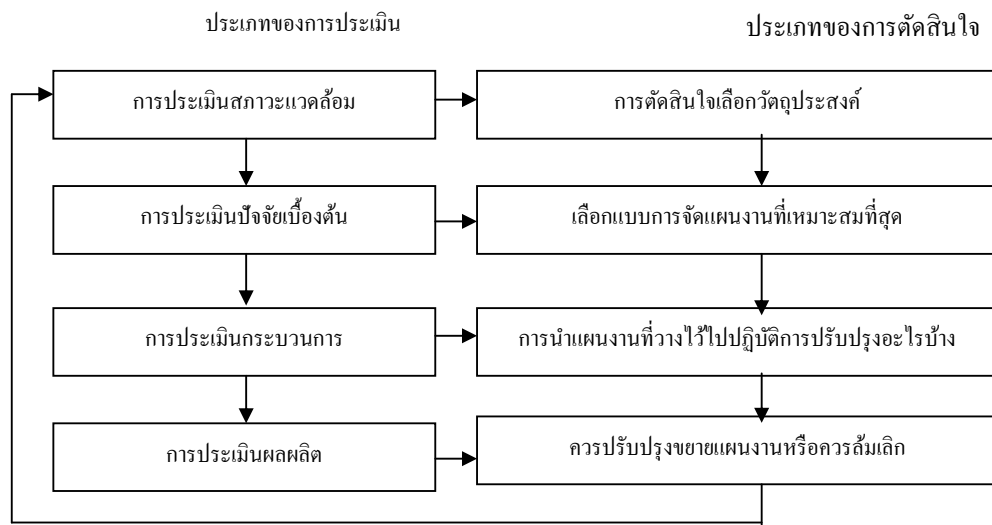 ประเภทของการประเมิน
ประเภทของการตัดสินใจ
การประเมินสภาวะแวดล้อม
การตัดสินใจเลือกวัตถุประสงค์
การประเมินปัจจัยเบื้องต้น
เลือกแบบการจัดแผนงานที่เหมาะสมที่สุด
การประเมินกระบวนการ
การนำแผนงานที่วางไว้ไปปฏิบัติการปรับปรุงอะไรบ้าง
การประเมินผลผลิต
ควรปรับปรุงขยายแผนงานหรือควรล้มเลิก